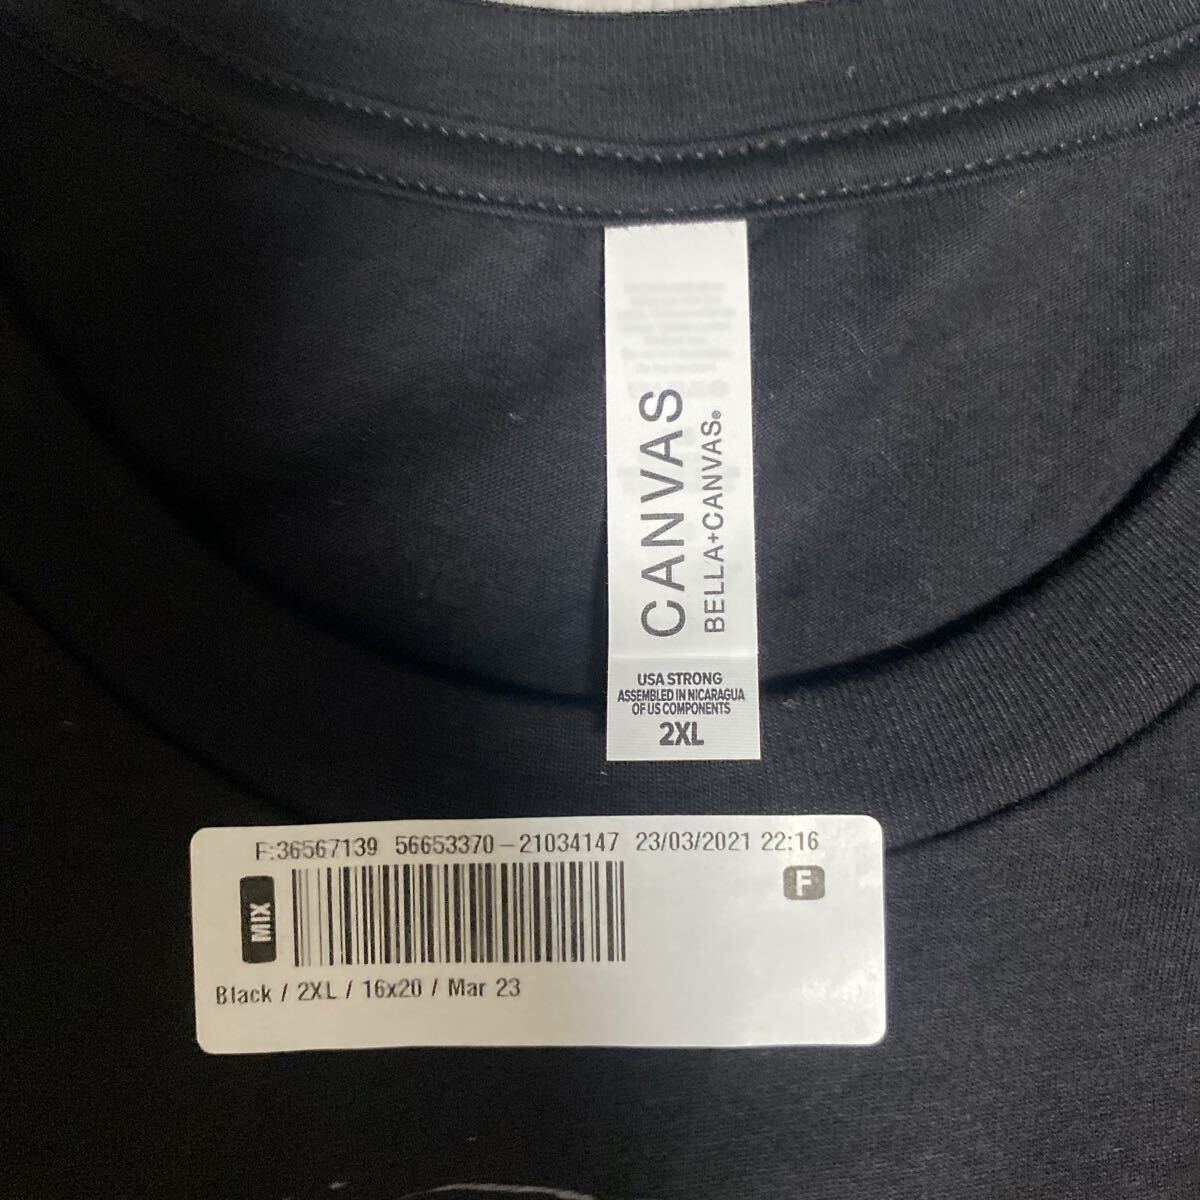 CANVAS
BELLA+CANVAS®
USA STRONG
ASSEMBLED IN NICARAGUA
OF US COMPONENTS
2XL
F:36567139 56653370-21034147 23/03/2021 22:16
MIX
F
Black / 2XL / 16x20 / Mar 23